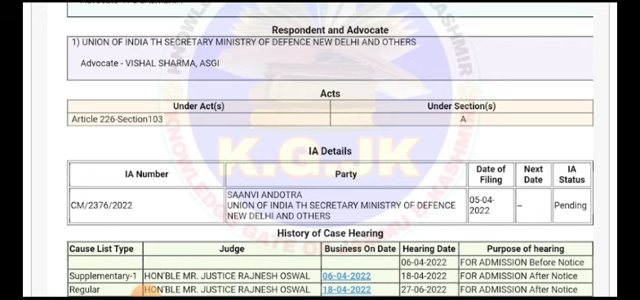 Respondent and Advocate
1) UNION OF INDIA TH SECRETARY MINISTRY OF DEFENCE NEW DELHI AND OTHERS
Advocate - VISHAL SHARMA, ASGI
Acts
Under Act(s) Under Section(s)
Article 226-Section103 A
IA Details
IA Number Party Date of Filing Next Date IA Status
CM/2376/2022 SAANVI ANDOTRA UNION OF INDIA TH SECRETARY MINISTRY OF DEFENCE NEW DELHI AND OTHERS 05-04-2022 – Pending
History of Case Hearing
Cause List Type Judge Business On Date Hearing Date Purpose of hearing
06-04-2022 FOR ADMISSION Before Notice
Supplementary-1 HON'BLE MR. JUSTICE RAJNESH OSWAL 06-04-2022 18-04-2022 FOR ADMISSION After Notice
Regular HON'BLE MR. JUSTICE RAJNESH OSWAL 18-04-2022 27-06-2022 FOR ADMISSION After Notice
K.G.JK
KNOWLEDGE GATE OF JAMMU & KASHMIR